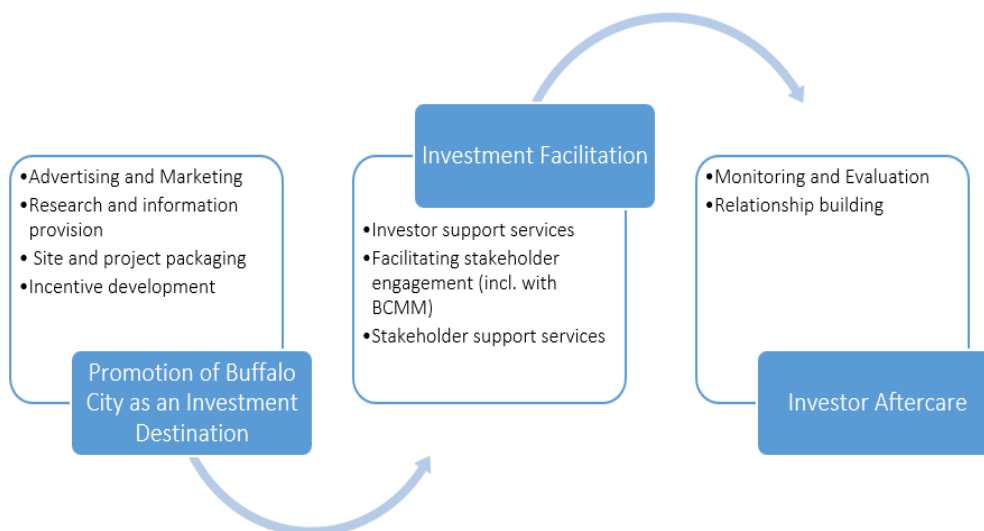 •Advertising and Marketing
•Research and information
provision
• Site and project packaging
•Incentive development
Promotion of Buffalo
City as an Investment
Destination
Investment Facilitation
•Investor support services
•Facilitating stakeholder
engagement (incl. with
BCMM)
•Stakeholder support services
•Monitoring and Evaluation
•Relationship building
Investor Aftercare